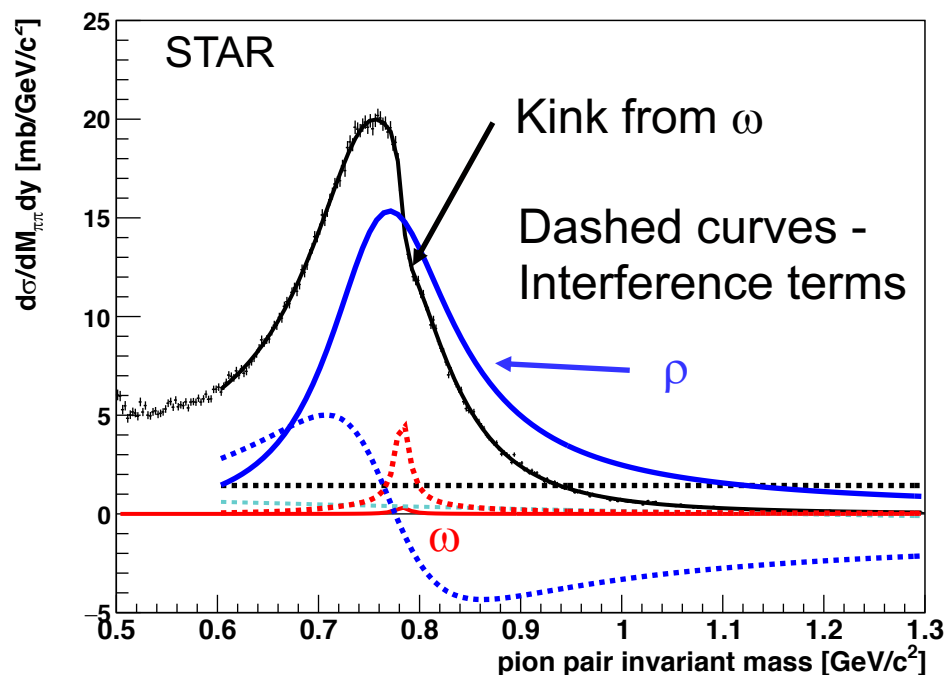 STAR
Kink from ω
Dashed curves -
Interference terms
ρ
ω
dσ/dM_ππdy [mb/GeV/c²]
25
20
15
10
5
0
−5
0.5 0.6 0.7 0.8 0.9 1 1.1 1.2 1.3
pion pair invariant mass [GeV/c²]